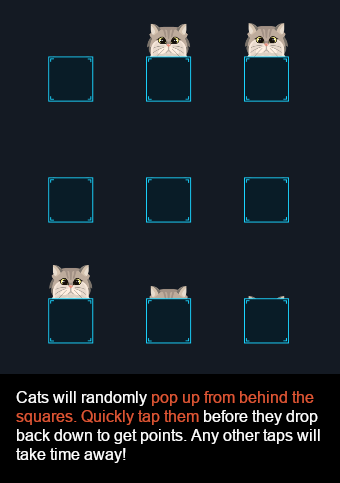 Cats will randomly pop up from behind the
squares. Quickly tap them before they drop
back down to get points. Any other taps will
take time away!